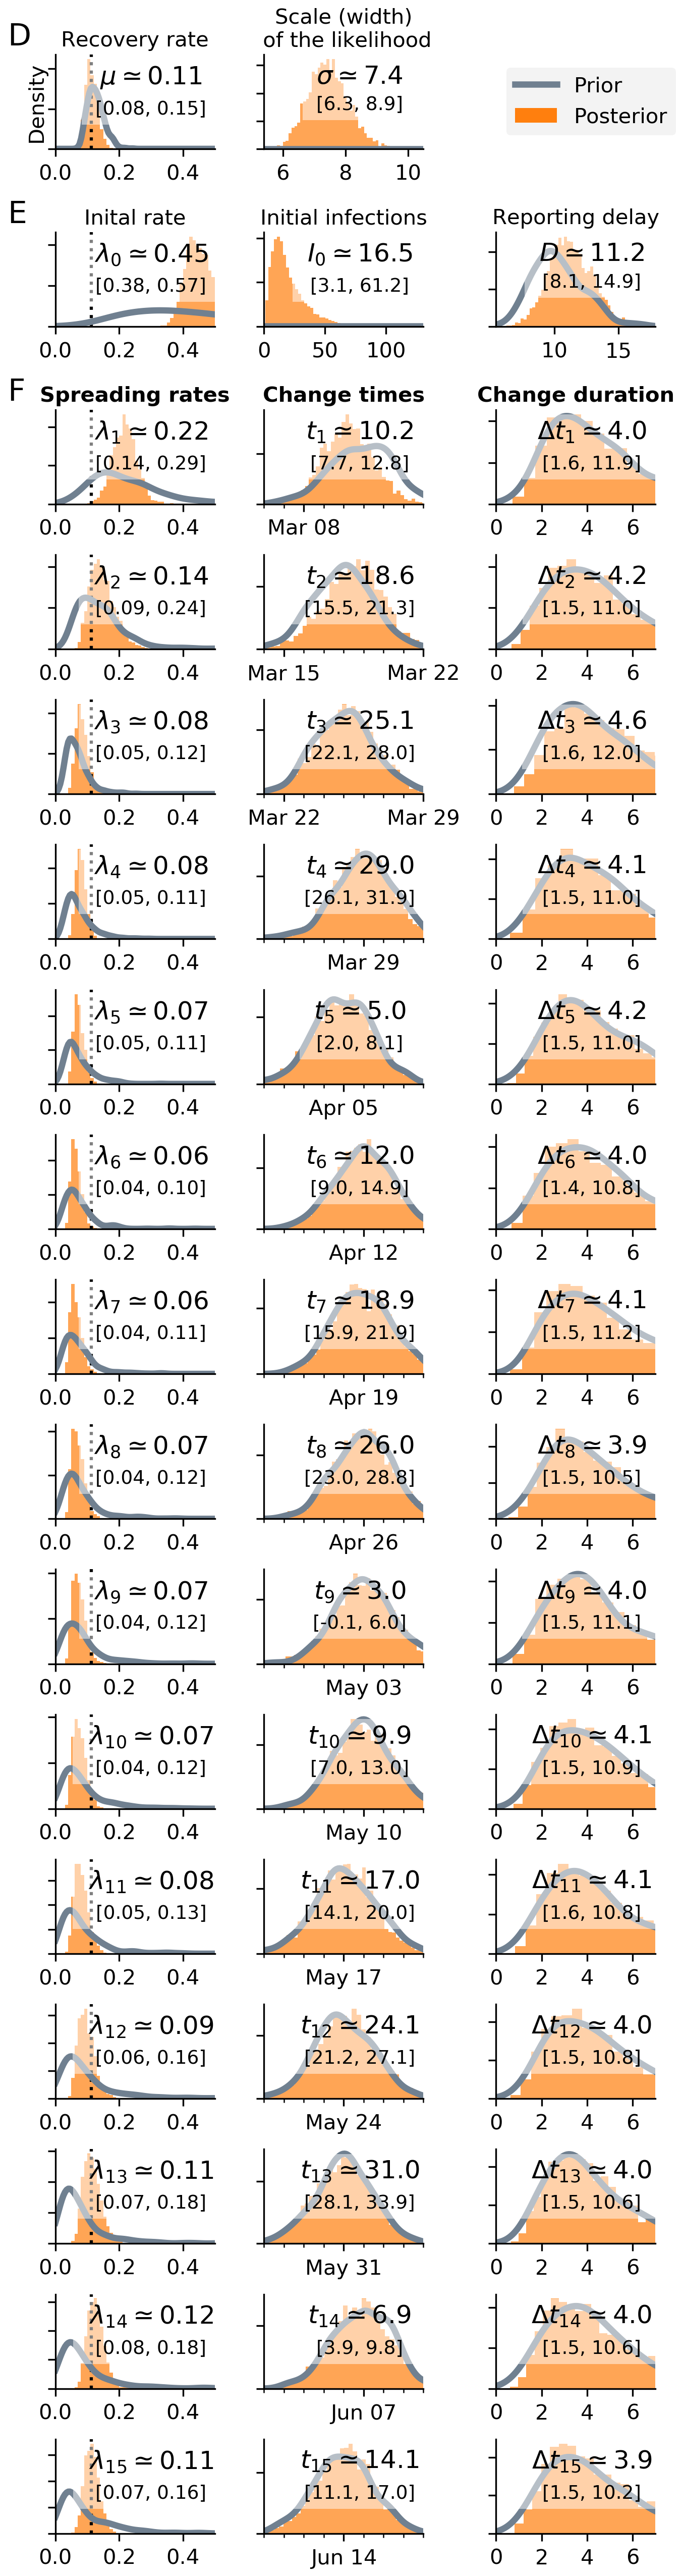 D
Recovery rate
Scale (width)
of the likelihood
Density
μ ≃ 0.11
[0.08, 0.15]
σ ≃ 7.4
[6.3, 8.9]
Prior
Posterior
0.0 0.2 0.4
6 8 10
E
Inital rate
Initial infections
Reporting delay
λ0 ≃ 0.45
[0.38, 0.57]
I0 ≃ 16.5
[3.1, 61.2]
D ≃ 11.2
[8.1, 14.9]
0.0 0.2 0.4
0 50 100
10 15
F
Spreading rates
Change times
Change duration
λ1 ≃ 0.22
[0.14, 0.29]
t1 ≃ 10.2
[7.7, 12.8]
Δt1 ≃ 4.0
[1.6, 11.9]
0.0 0.2 0.4
Mar 08
0 2 4 6
λ2 ≃ 0.14
[0.09, 0.24]
t2 ≃ 18.6
[15.5, 21.3]
Δt2 ≃ 4.2
[1.5, 11.0]
0.0 0.2 0.4
Mar 15 Mar 22
0 2 4 6
λ3 ≃ 0.08
[0.05, 0.12]
t3 ≃ 25.1
[22.1, 28.0]
Δt3 ≃ 4.6
[1.6, 12.0]
0.0 0.2 0.4
Mar 22 Mar 29
0 2 4 6
λ4 ≃ 0.08
[0.05, 0.11]
t4 ≃ 29.0
[26.1, 31.9]
Δt4 ≃ 4.1
[1.5, 11.0]
0.0 0.2 0.4
Mar 29
0 2 4 6
λ5 ≃ 0.07
[0.05, 0.11]
t5 ≃ 5.0
[2.0, 8.1]
Δt5 ≃ 4.2
[1.5, 11.0]
0.0 0.2 0.4
Apr 05
0 2 4 6
λ6 ≃ 0.06
[0.04, 0.10]
t6 ≃ 12.0
[9.0, 14.9]
Δt6 ≃ 4.0
[1.4, 10.8]
0.0 0.2 0.4
Apr 12
0 2 4 6
λ7 ≃ 0.06
[0.04, 0.11]
t7 ≃ 18.9
[15.9, 21.9]
Δt7 ≃ 4.1
[1.5, 11.2]
0.0 0.2 0.4
Apr 19
0 2 4 6
λ8 ≃ 0.07
[0.04, 0.12]
t8 ≃ 26.0
[23.0, 28.8]
Δt8 ≃ 3.9
[1.5, 10.5]
0.0 0.2 0.4
Apr 26
0 2 4 6
λ9 ≃ 0.07
[0.04, 0.12]
t9 ≃ 3.0
[-0.1, 6.0]
Δt9 ≃ 4.0
[1.5, 11.1]
0.0 0.2 0.4
May 03
0 2 4 6
λ10 ≃ 0.07
[0.04, 0.12]
t10 ≃ 9.9
[7.0, 13.0]
Δt10 ≃ 4.1
[1.5, 10.9]
0.0 0.2 0.4
May 10
0 2 4 6
λ11 ≃ 0.08
[0.05, 0.13]
t11 ≃ 17.0
[14.1, 20.0]
Δt11 ≃ 4.1
[1.6, 10.8]
0.0 0.2 0.4
May 17
0 2 4 6
λ12 ≃ 0.09
[0.06, 0.16]
t12 ≃ 24.1
[21.2, 27.1]
Δt12 ≃ 4.0
[1.5, 10.8]
0.0 0.2 0.4
May 24
0 2 4 6
λ13 ≃ 0.11
[0.07, 0.18]
t13 ≃ 31.0
[28.1, 33.9]
Δt13 ≃ 4.0
[1.5, 10.6]
0.0 0.2 0.4
May 31
0 2 4 6
λ14 ≃ 0.12
[0.08, 0.18]
t14 ≃ 6.9
[3.9, 9.8]
Δt14 ≃ 4.0
[1.5, 10.6]
0.0 0.2 0.4
Jun 07
0 2 4 6
λ15 ≃ 0.11
[0.07, 0.16]
t15 ≃ 14.1
[11.1, 17.0]
Δt15 ≃ 3.9
[1.5, 10.2]
0.0 0.2 0.4
Jun 14
0 2 4 6